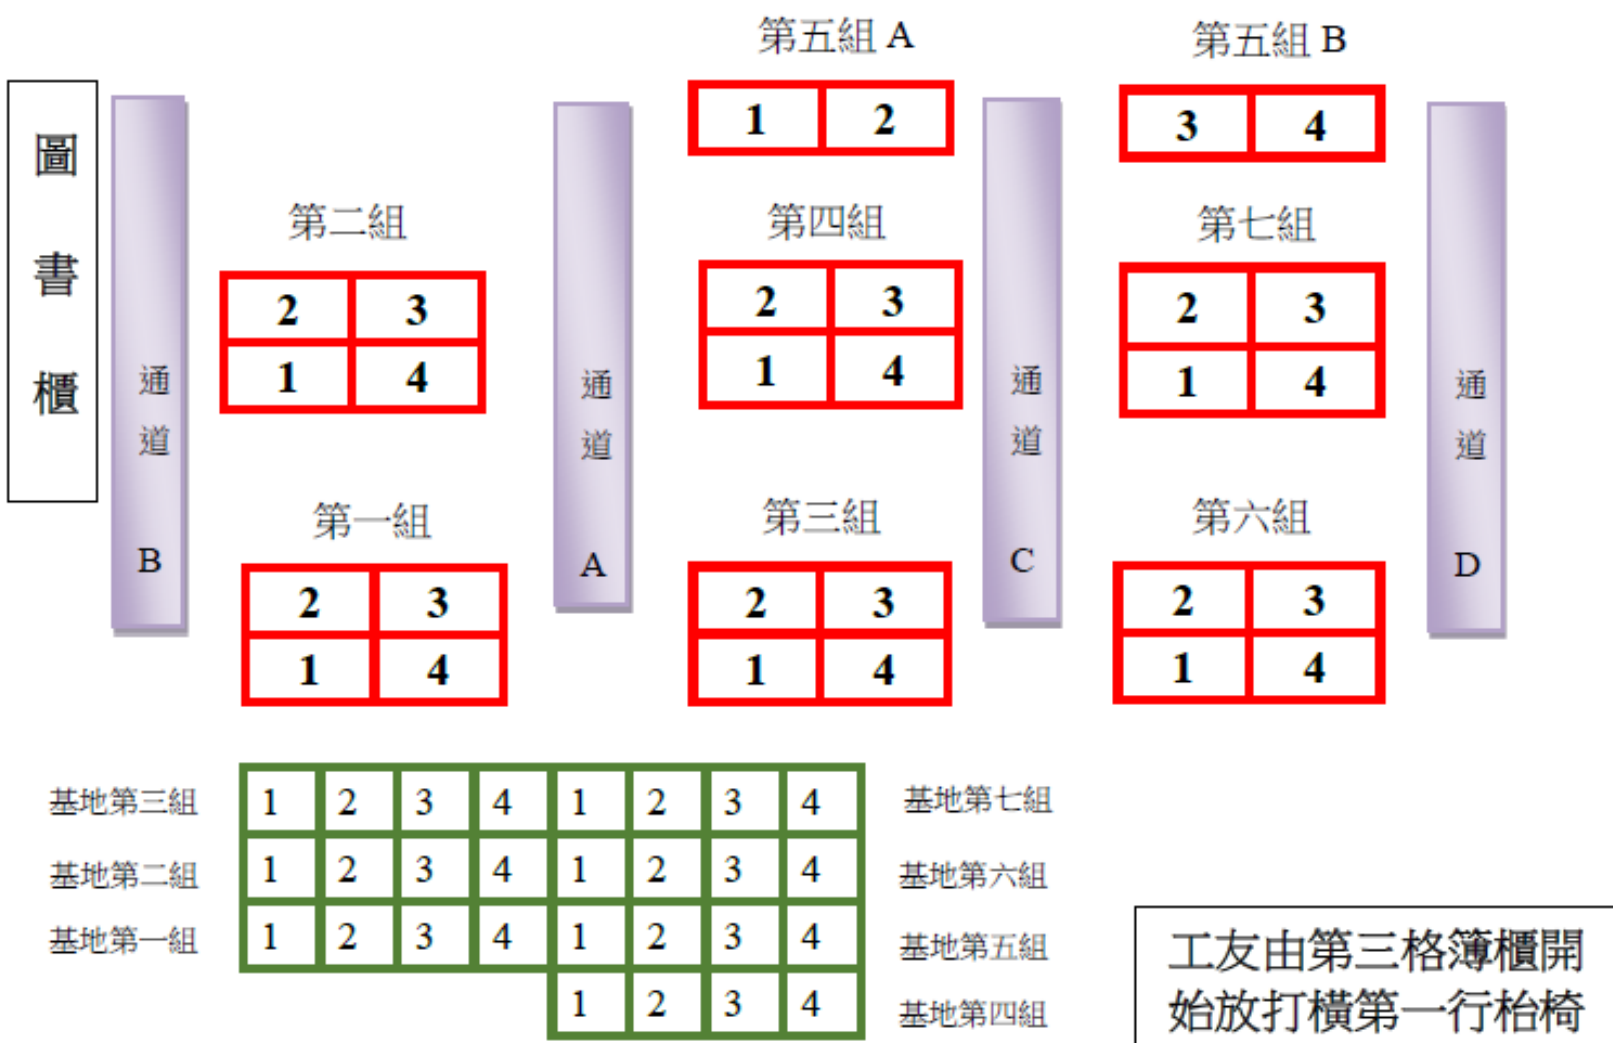 第五組 A
第五組 B
1 2
3 4
圖
書
櫃
第二組
第四組
第七組
2 3
1 4
2 3
1 4
2 3
1 4
通
道
B
通
道
A
通
道
C
通
道
D
第一組
第三組
第六組
2 3
1 4
2 3
1 4
2 3
1 4
基地第三組 1 2 3 4 1 2 3 4 基地第七組
基地第二組 1 2 3 4 1 2 3 4 基地第六組
基地第一組 1 2 3 4 1 2 3 4 基地第五組
1 2 3 4 基地第四組
工友由第三格簿櫃開
始放打橫第一行枱椅